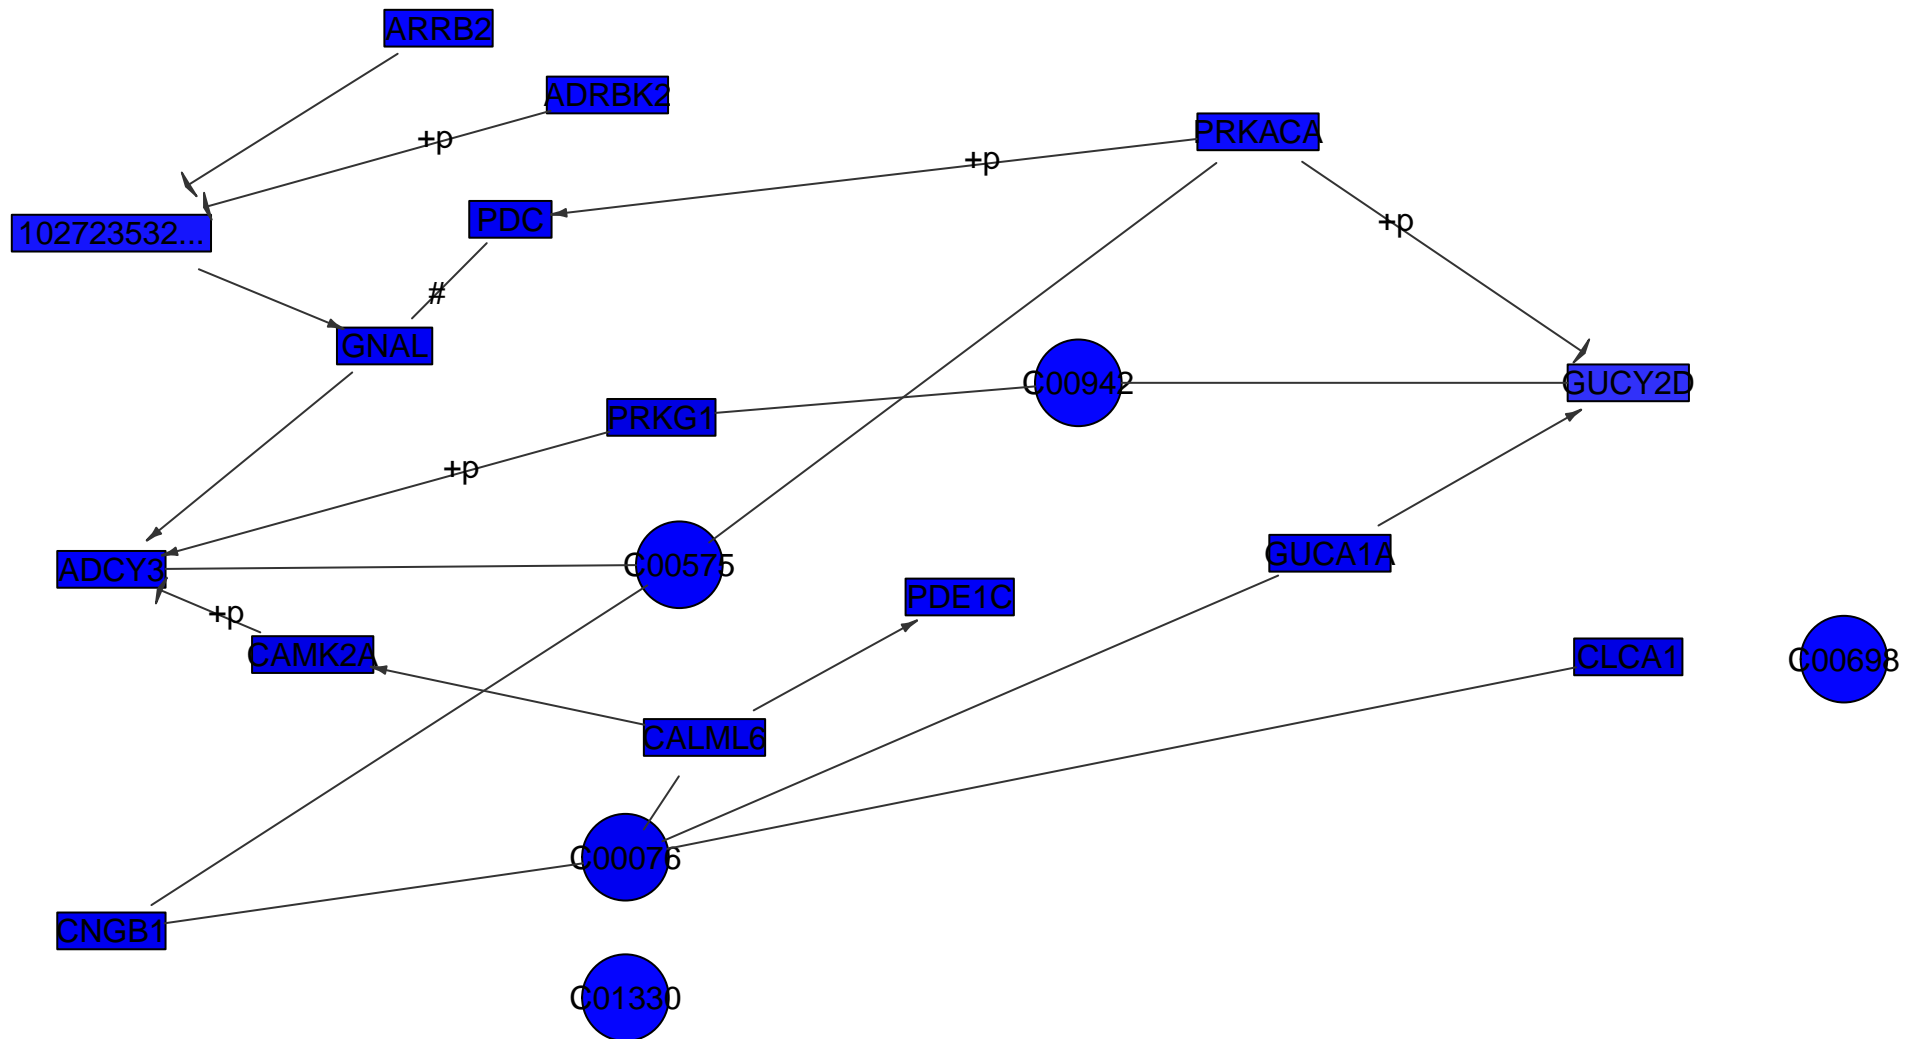 ARRB2
ADRBK2
+p
PRKACA
+p
102723532...
PDC
+p
#
GNAL
C00942
GUCY2D
PRKG1
+p
ADCY3
C00575
GUCA1A
PDE1C
+p
CAMK2A
CLCA1
C00698
CALML6
C00076
CNGB1
C01330